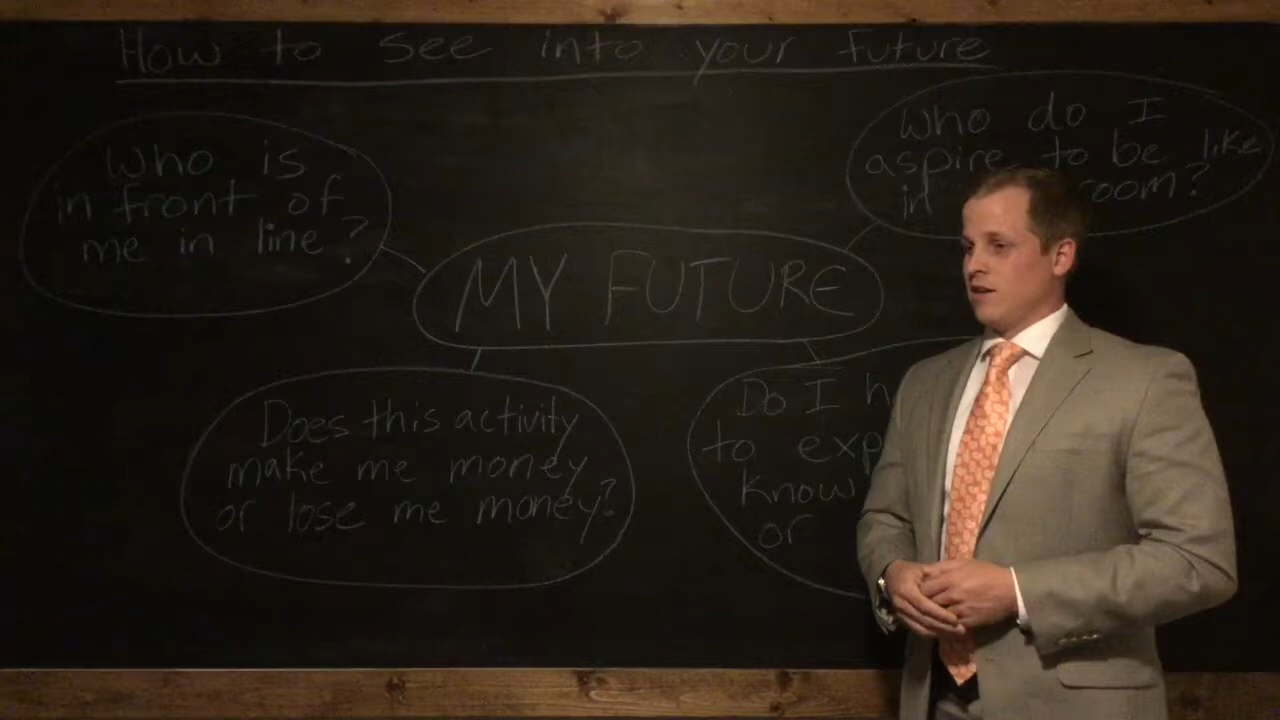 How to see into your future
Who is
in front of
me in line?
Who do I
aspire to be like
in room?
MY FUTURE
Does this activity
make me money
or lose me money?
Do I
to
know
or